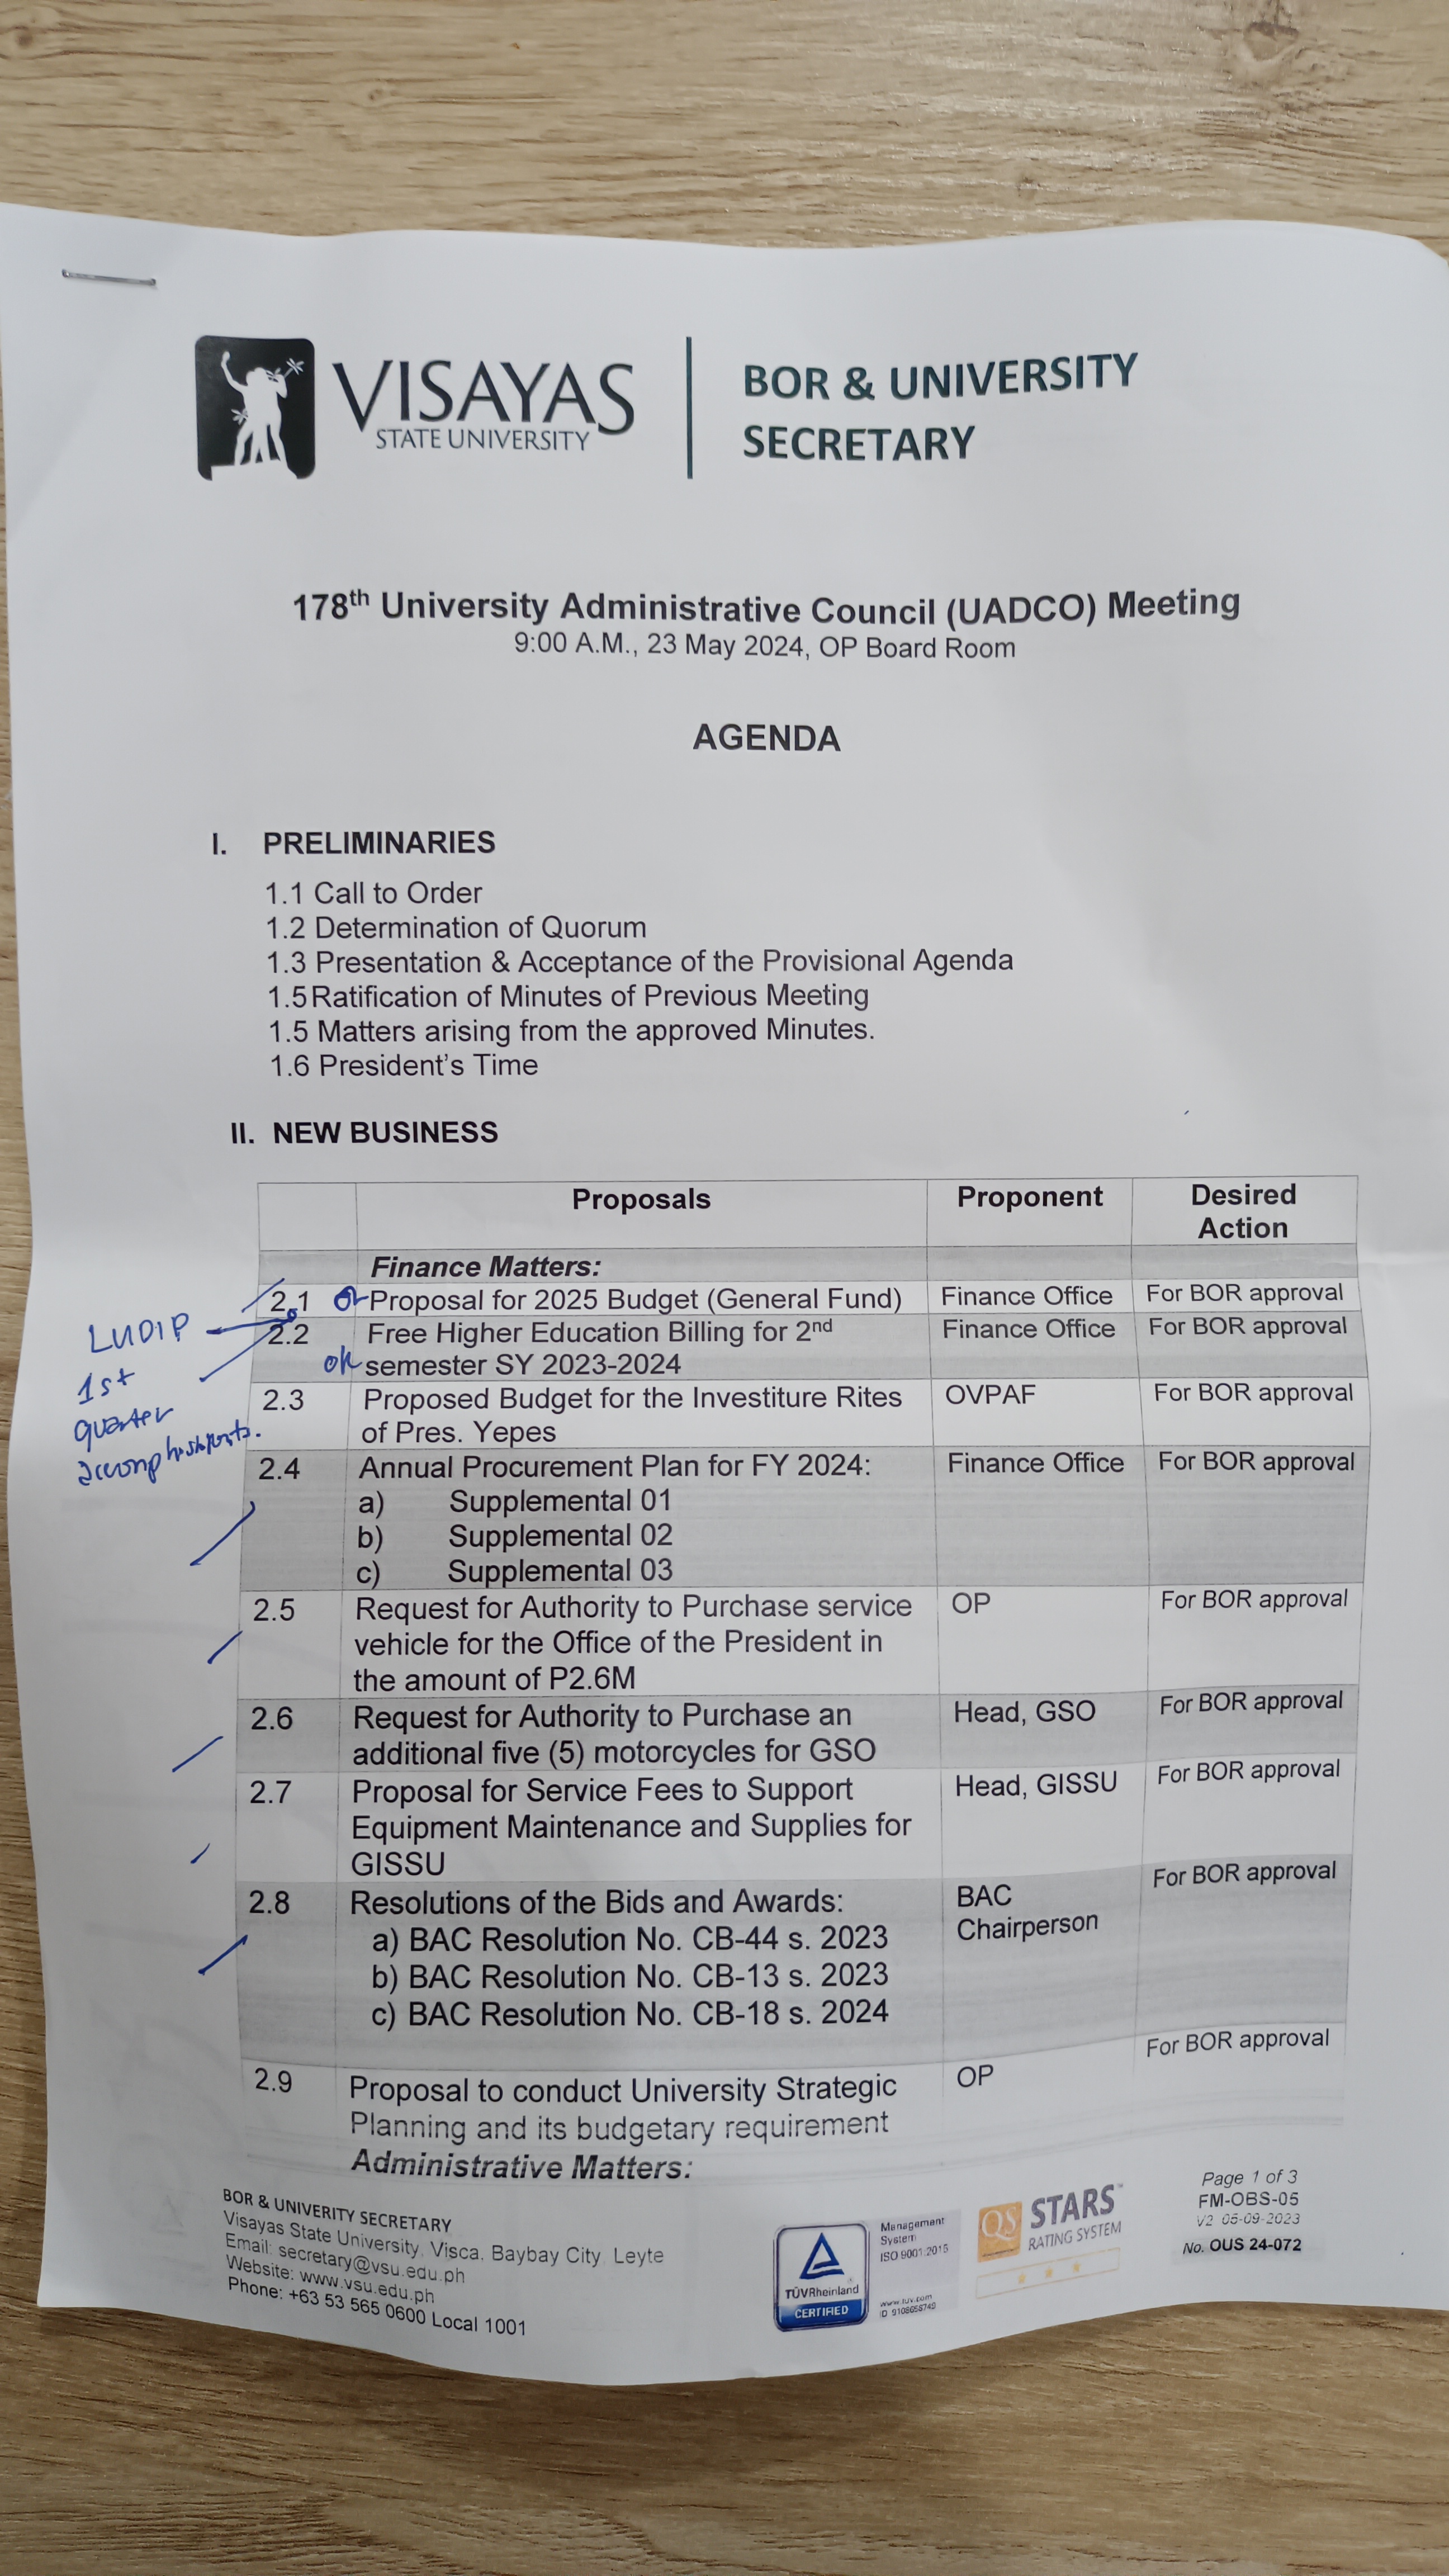 VISAYAS
STATE UNIVERSITY
BOR & UNIVERSITY
SECRETARY
178th University Administrative Council (UADCO) Meeting
9:00 A.M., 23 May 2024, OP Board Room
AGENDA
I. PRELIMINARIES
1.1 Call to Order
1.2 Determination of Quorum
1.3 Presentation & Acceptance of the Provisional Agenda
1.5 Ratification of Minutes of Previous Meeting
1.5 Matters arising from the approved Minutes.
1.6 President's Time
II. NEW BUSINESS
Proposals Proponent Desired
Action
Finance Matters:
2.1 Proposal for 2025 Budget (General Fund) Finance Office For BOR approval
LUDIP
1st
quarter
2.2 Free Higher Education Billing for 2nd Finance Office For BOR approval
ok semester SY 2023-2024
2.3 Proposed Budget for the Investiture Rites OVPAF For BOR approval
of Pres. Yepes
2.4 Annual Procurement Plan for FY 2024: Finance Office For BOR approval
a) Supplemental 01
b) Supplemental 02
c) Supplemental 03
2.5 Request for Authority to Purchase service OP For BOR approval
vehicle for the Office of the President in
the amount of P2.6M
2.6 Request for Authority to Purchase an Head, GSO For BOR approval
additional five (5) motorcycles for GSO
2.7 Proposal for Service Fees to Support Head, GISSU For BOR approval
Equipment Maintenance and Supplies for
GISSU
2.8 Resolutions of the Bids and Awards: BAC For BOR approval
Chairperson
a) BAC Resolution No. CB-44 s. 2023
b) BAC Resolution No. CB-13 s. 2023
c) BAC Resolution No. CB-18 s. 2024
2.9 Proposal to conduct University Strategic OP For BOR approval
Planning and its budgetary requirement
Administrative Matters:
BOR & UNIVERITY SECRETARY
Visayas State University, Visca, Baybay City, Leyte
Email: secretary@vsu.edu.ph
Website: www.vsu.edu.ph
Phone: +63 53 565 0600 Local 1001
TÜVRheinland
CERTIFIED
Management
System
ISO 9001:2015
www.tuv.com
ID 9108658749
QS STARS™
RATING SYSTEM
Page 1 of 3
FM-OBS-05
V2 05-09-2023
No. OUS 24-072